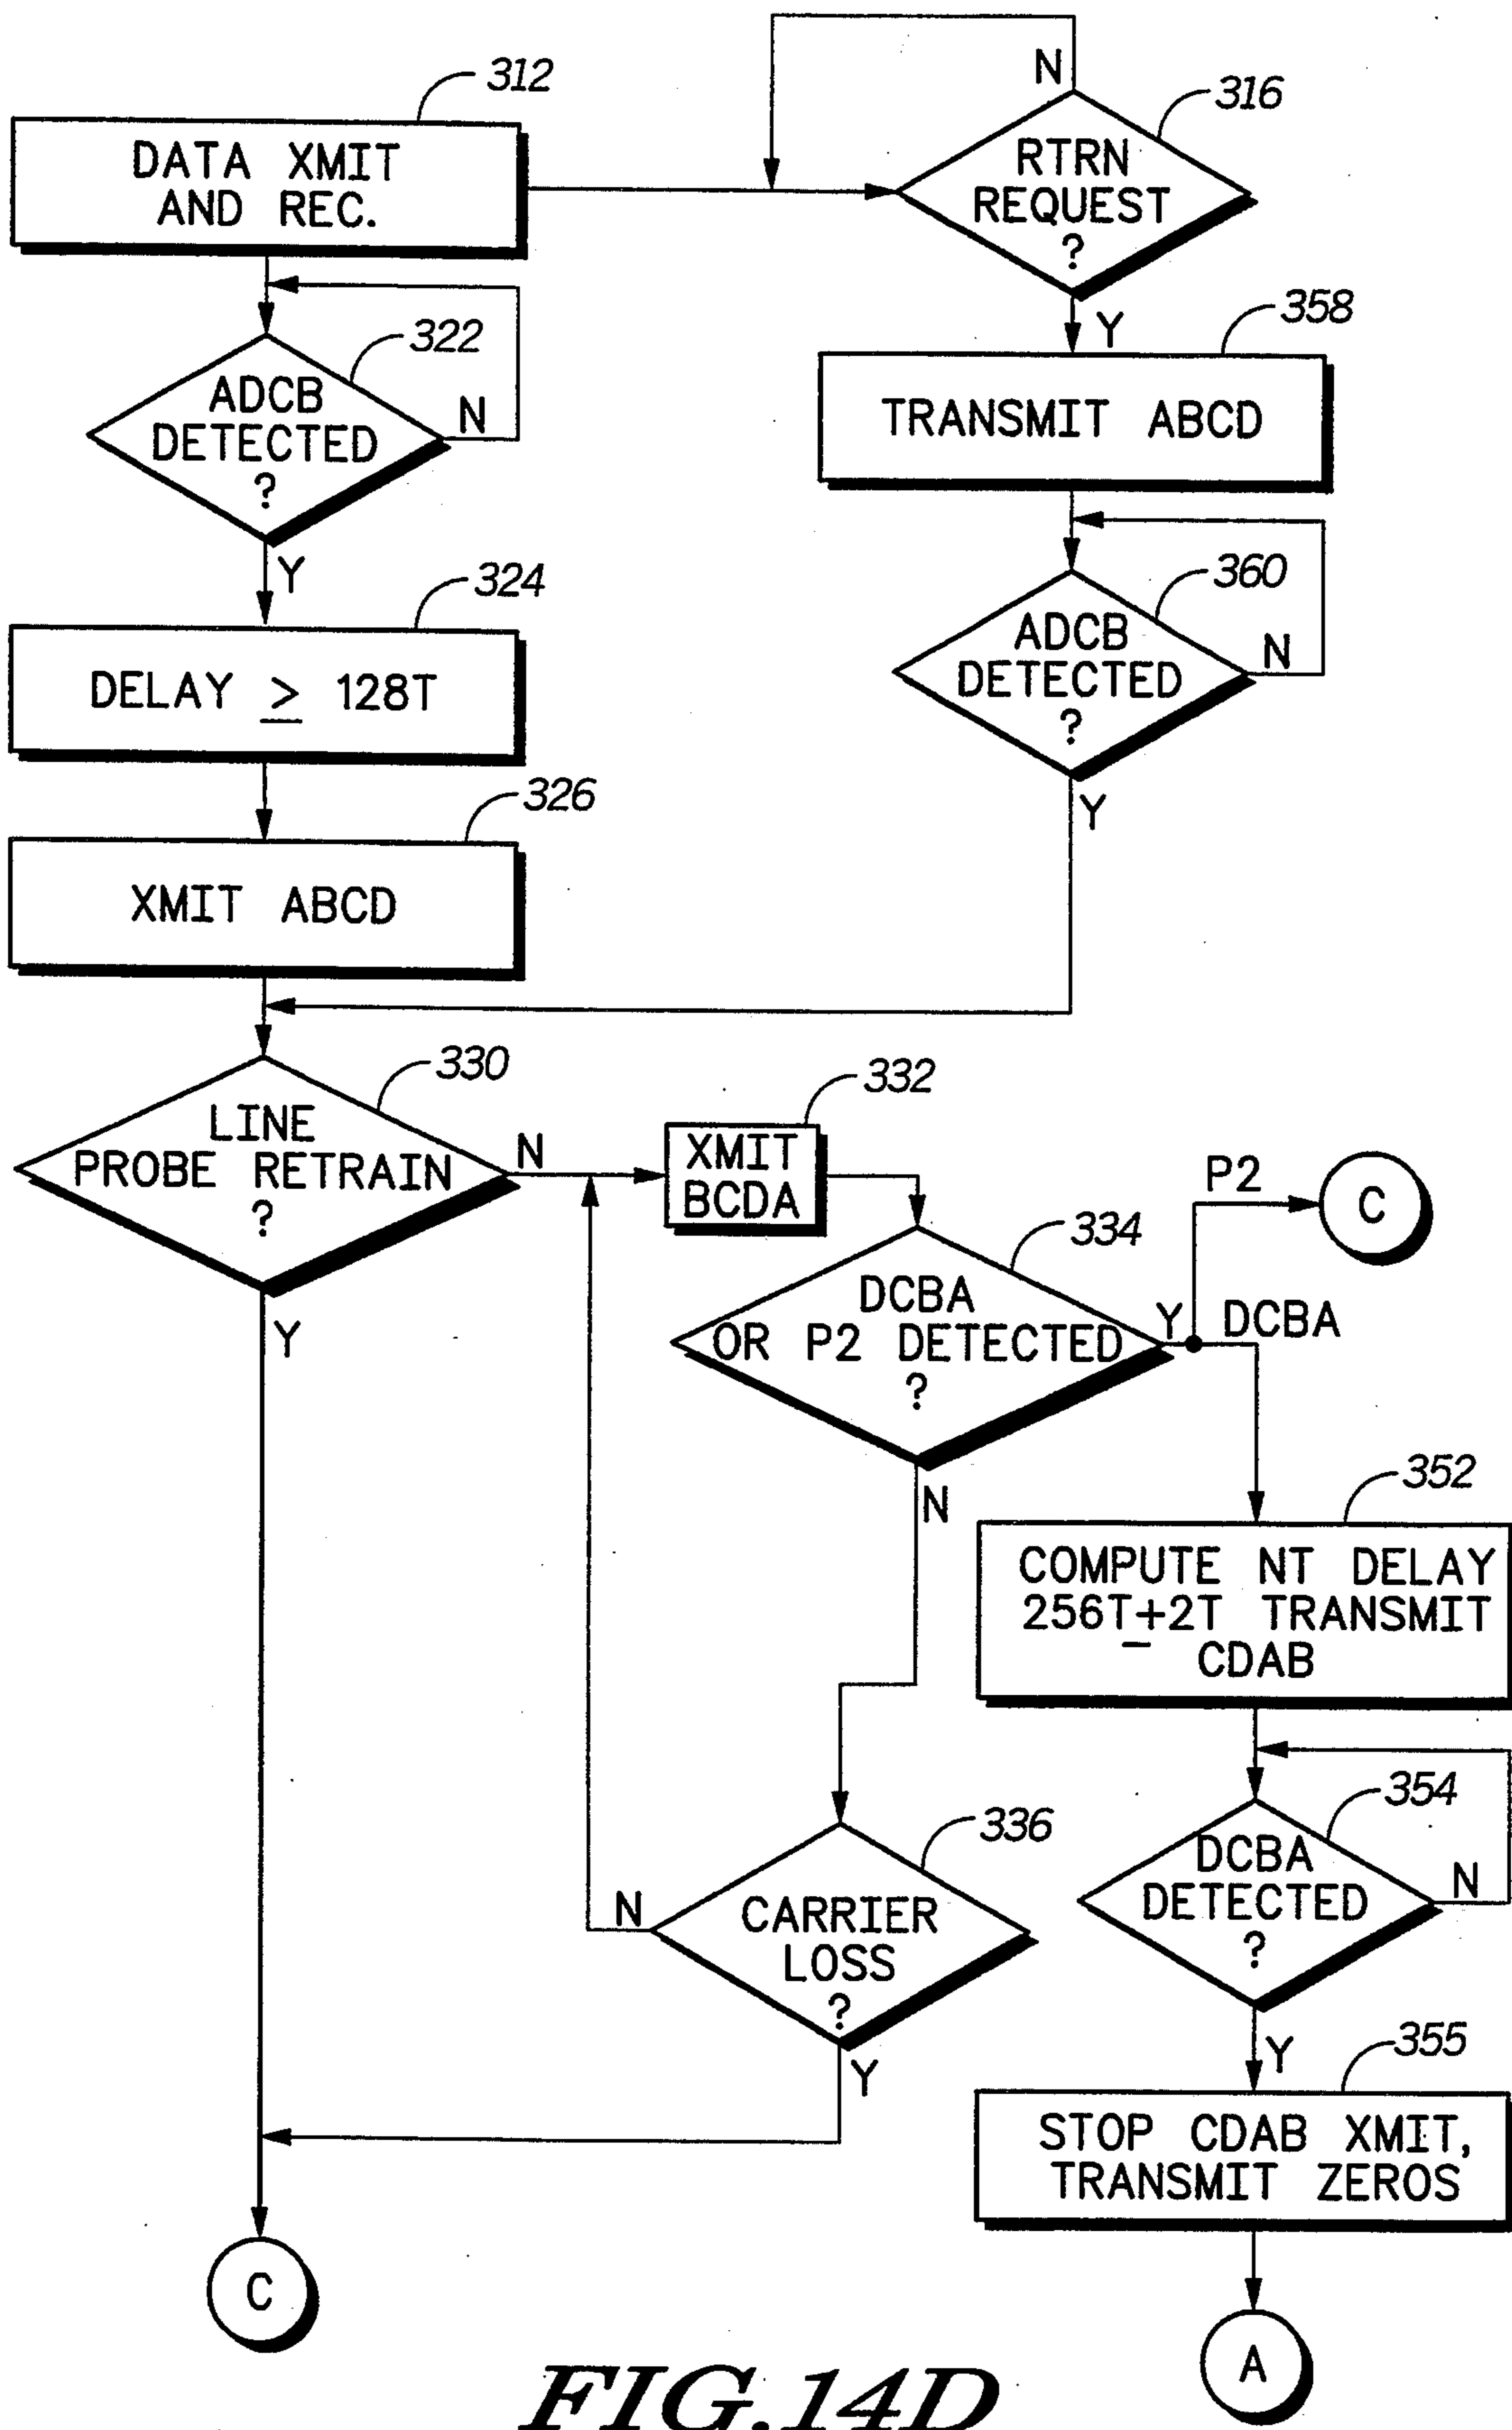 312
DATA XMIT
AND REC.
N
316
RTRN
REQUEST
?
Y
322
ADCB
DETECTED
?
N
Y
358
TRANSMIT ABCD
324
DELAY ≥ 128T
360
ADCB
DETECTED
?
N
Y
326
XMIT ABCD
330
LINE
PROBE RETRAIN
?
N
Y
332
XMIT
BCDA
334
DCBA
OR P2 DETECTED
?
Y
P2
C
DCBA
N
352
COMPUTE NT DELAY
256T±2T TRANSMIT
CDAB
336
CARRIER
LOSS
?
N
Y
354
DCBA
DETECTED
?
N
Y
355
STOP CDAB XMIT,
TRANSMIT ZEROS
C
A
FIG.14D